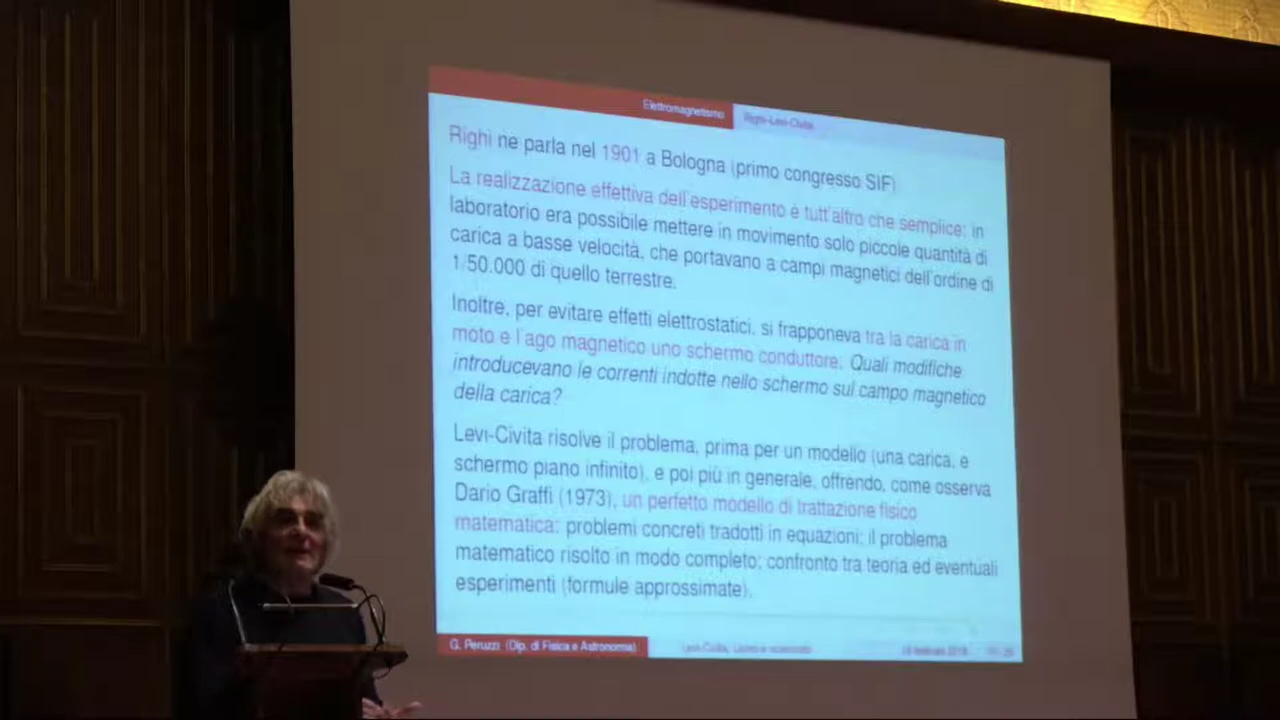 Elettromagnetismo
Righi-Levi-Civita
Righi ne parla nel 1901 a Bologna (primo congresso SIF)
La realizzazione effettiva dell'esperimento è tutt'altro che semplice: in
laboratorio era possibile mettere in movimento solo piccole quantità di
carica a basse velocità, che portavano a campi magnetici dell'ordine di
1/50.000 di quello terrestre.
Inoltre, per evitare effetti elettrostatici, si frapponeva tra la carica in
moto e l'ago magnetico uno schermo conduttore: Quali modifiche
introducevano le correnti indotte nello schermo sul campo magnetico
della carica?
Levi-Civita risolve il problema, prima per un modello (una carica, e
schermo piano infinito), e poi più in generale, offrendo, come osserva
Dario Graffi (1973), un perfetto modello di trattazione fisico
matematica: problemi concreti tradotti in equazioni; il problema
matematico risolto in modo completo; confronto tra teoria ed eventuali
esperimenti (formule approssimate).
G. Peruzzi (Dip. di Fisica e Astronomia)
Levi-Civita,